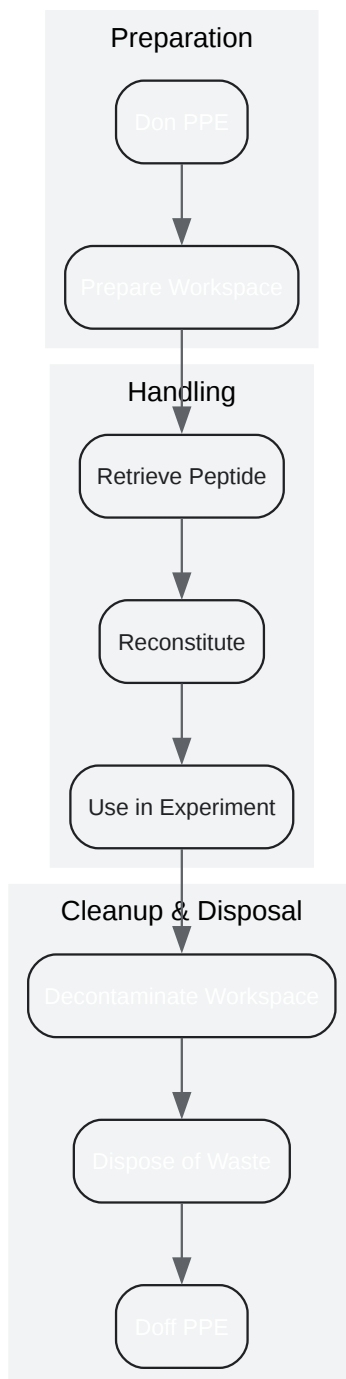 Preparation
Don PPE
Prepare Workspace
Handling
Retrieve Peptide
Reconstitute
Use in Experiment
Cleanup & Disposal
Decontaminate Workspace
Dispose of Waste
Doff PPE